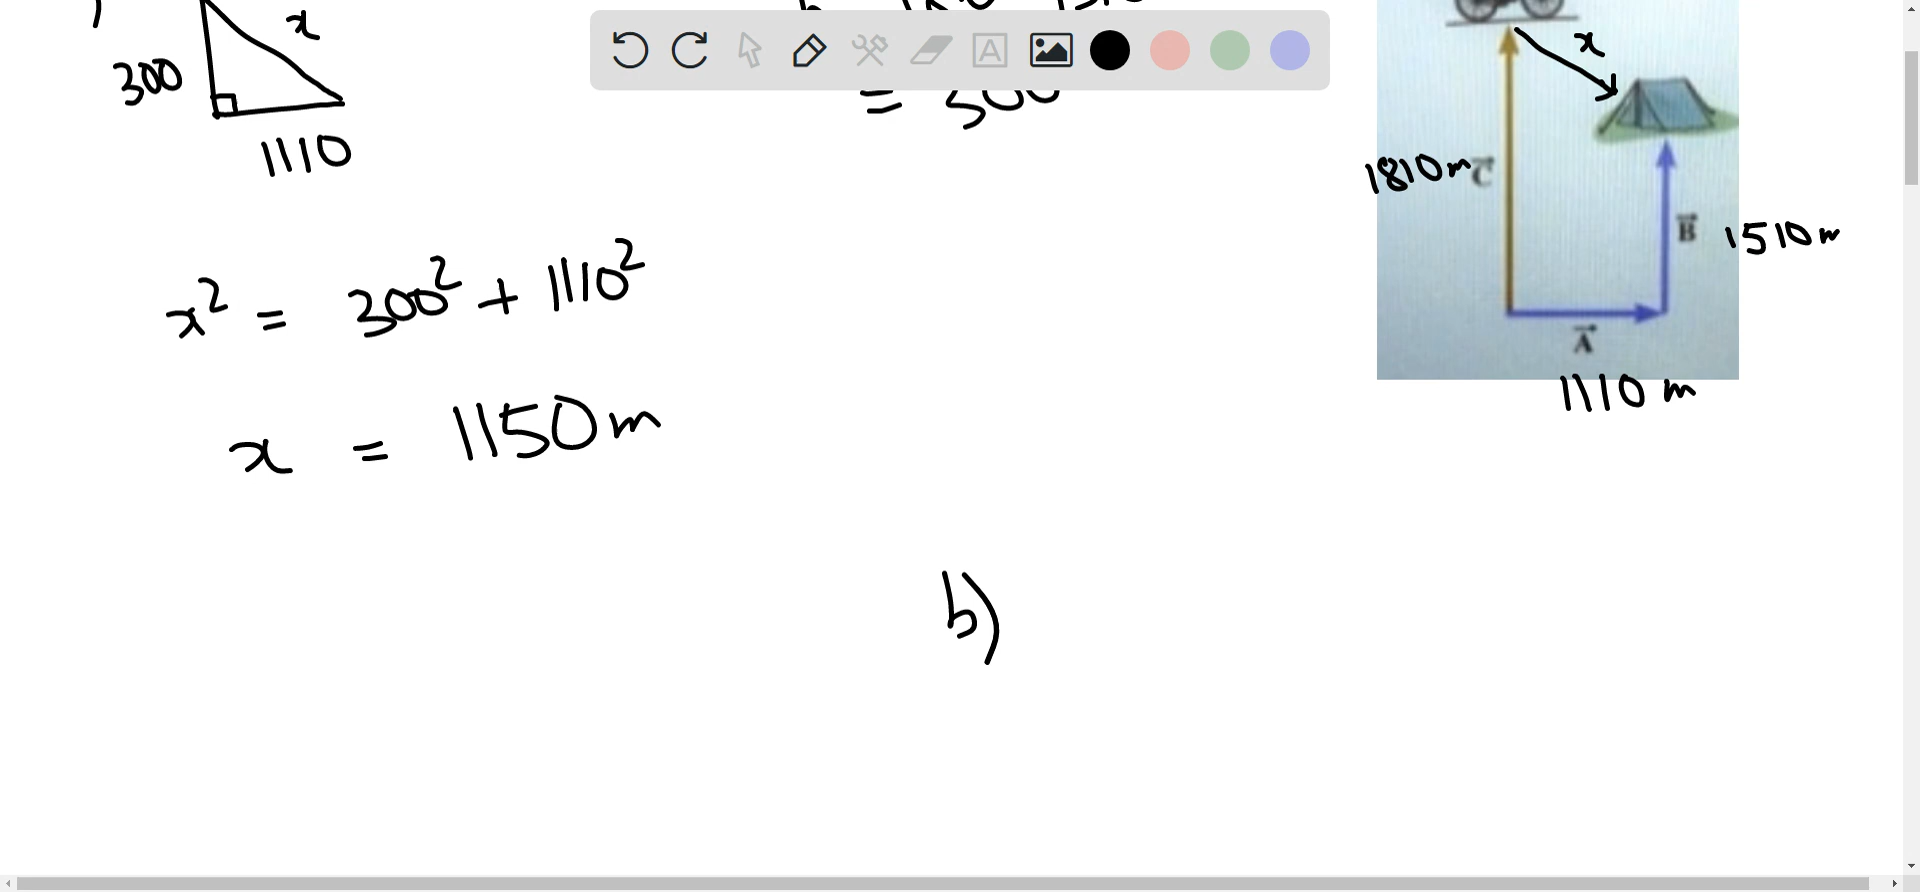 x
300
1110
= 300
x² = 300² + 1110²
x = 1150m
b)
A
x
1810m C
B 1510m
A
1110 m